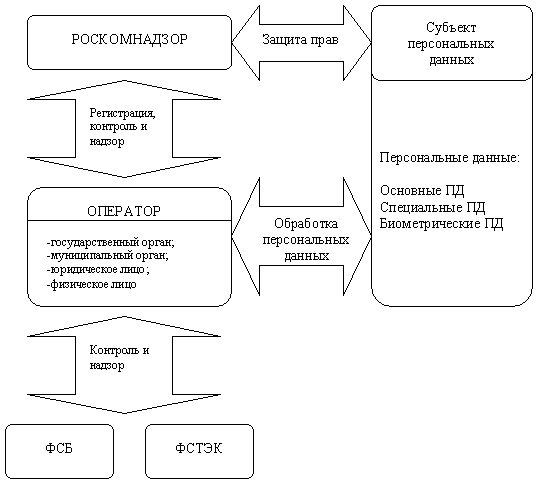 РОСКОМНАДЗОР
Защита прав
Субъект
персональных
данных
Регистрация,
контроль и
надзор
Персональные данные:
Основные ПД
Специальные ПД
Биометрические ПД
ОПЕРАТОР
-государственный орган;
-муниципальный орган;
-юридическое лицо;
-физическое лицо
Обработка
персональных
данных
Контроль и
надзор
ФСБ
ФСТЭК